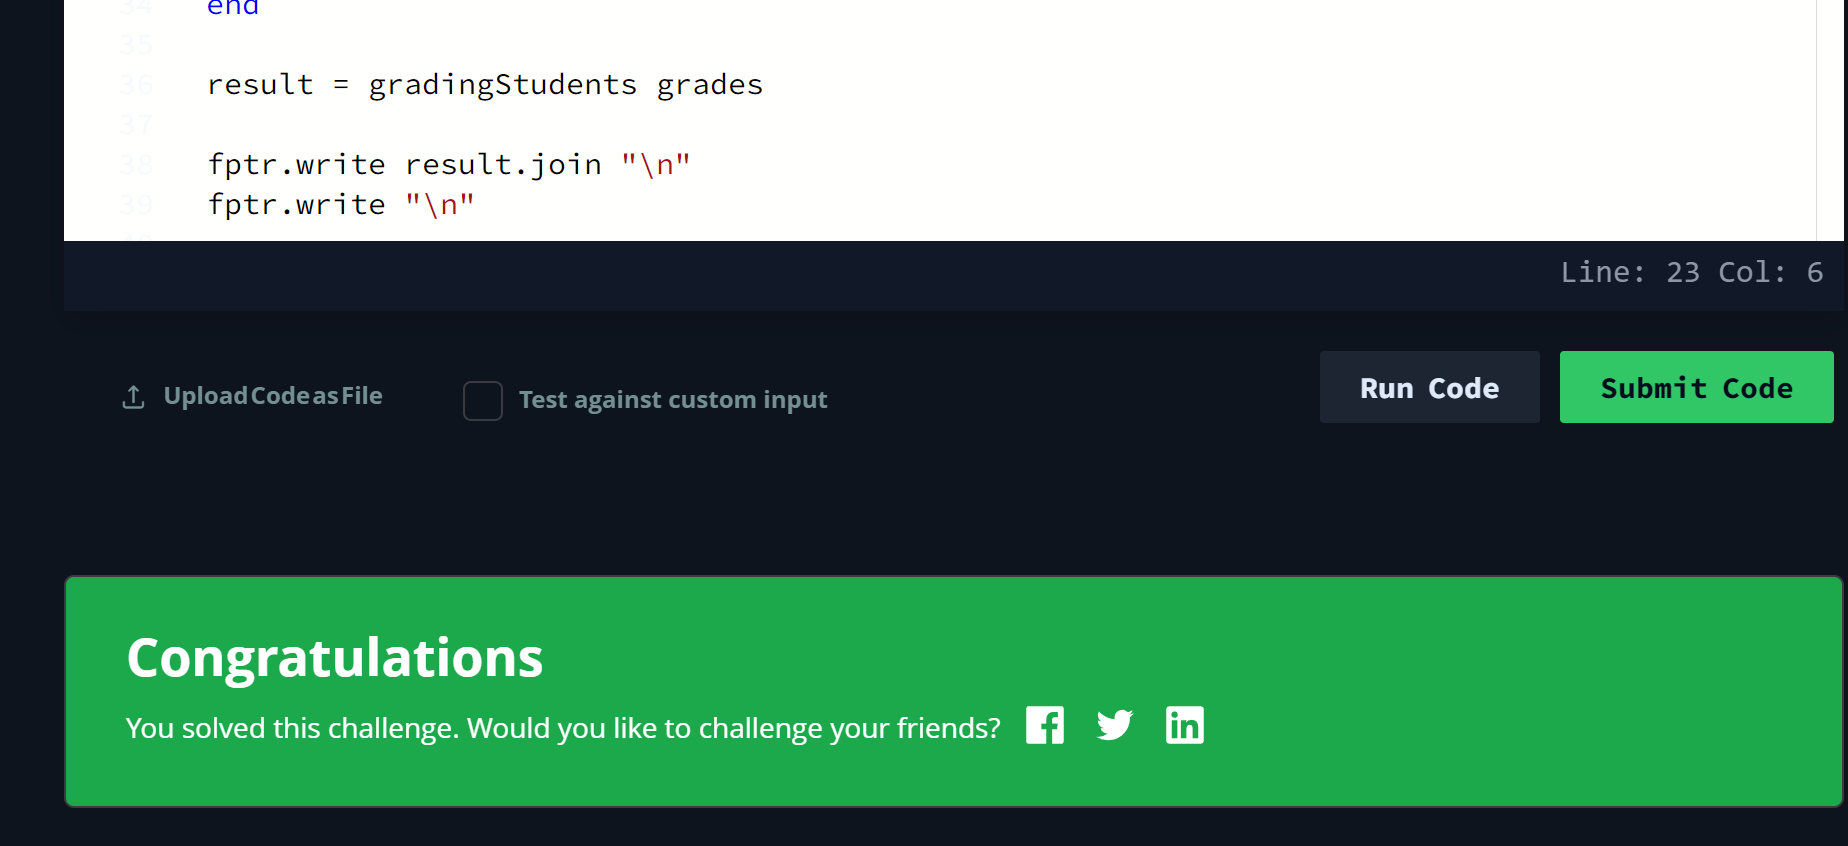 34 end
35
36 result = gradingStudents grades
37
38 fptr.write result.join "\n"
39 fptr.write "\n"
Line: 23 Col: 6
Upload Code as File
Test against custom input
Run Code
Submit Code
Congratulations
You solved this challenge. Would you like to challenge your friends?